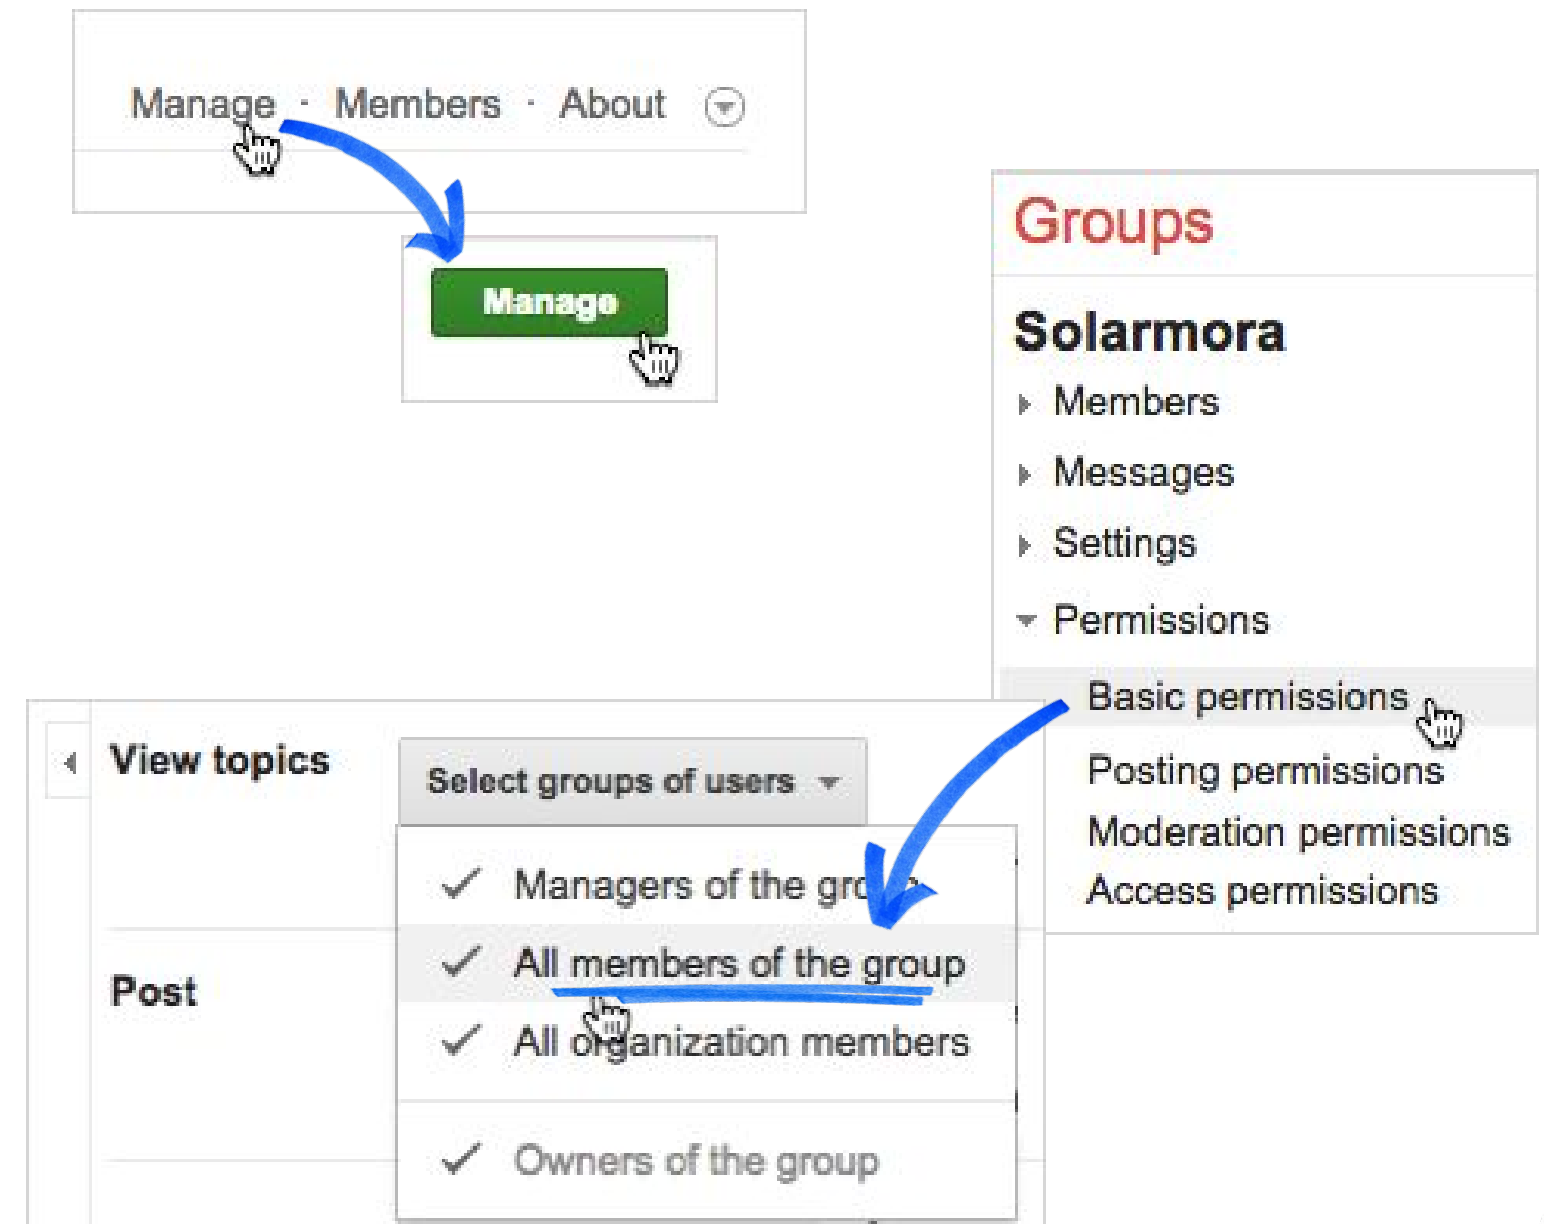 Manage · Members · About
Manage
Groups
Solarmora
Members
Messages
Settings
Permissions
Basic permissions
Posting permissions
Moderation permissions
Access permissions
View topics
Select groups of users
Managers of the group
All members of the group
Post
All organization members
Owners of the group